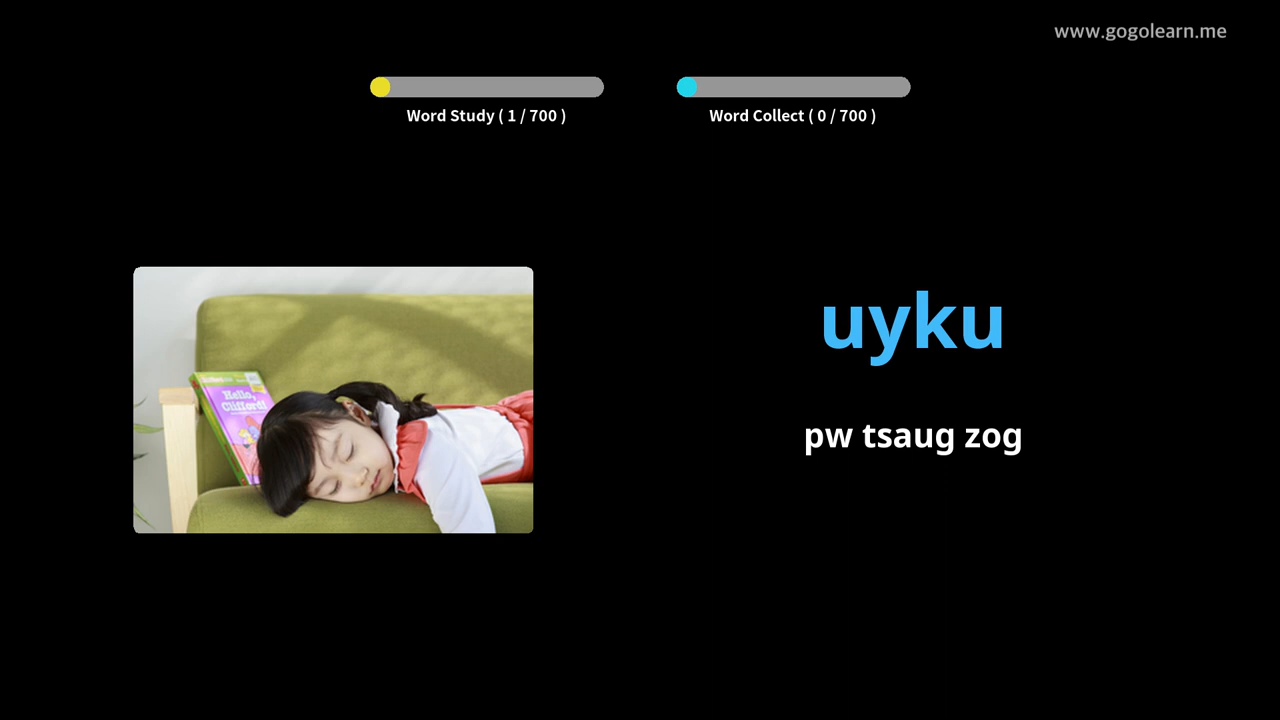 www.gogolearn.me
Word Study ( 1 / 700 )
Word Collect ( 0 / 700 )
uyku
pw tsaug zog
Hello,
Clifford!